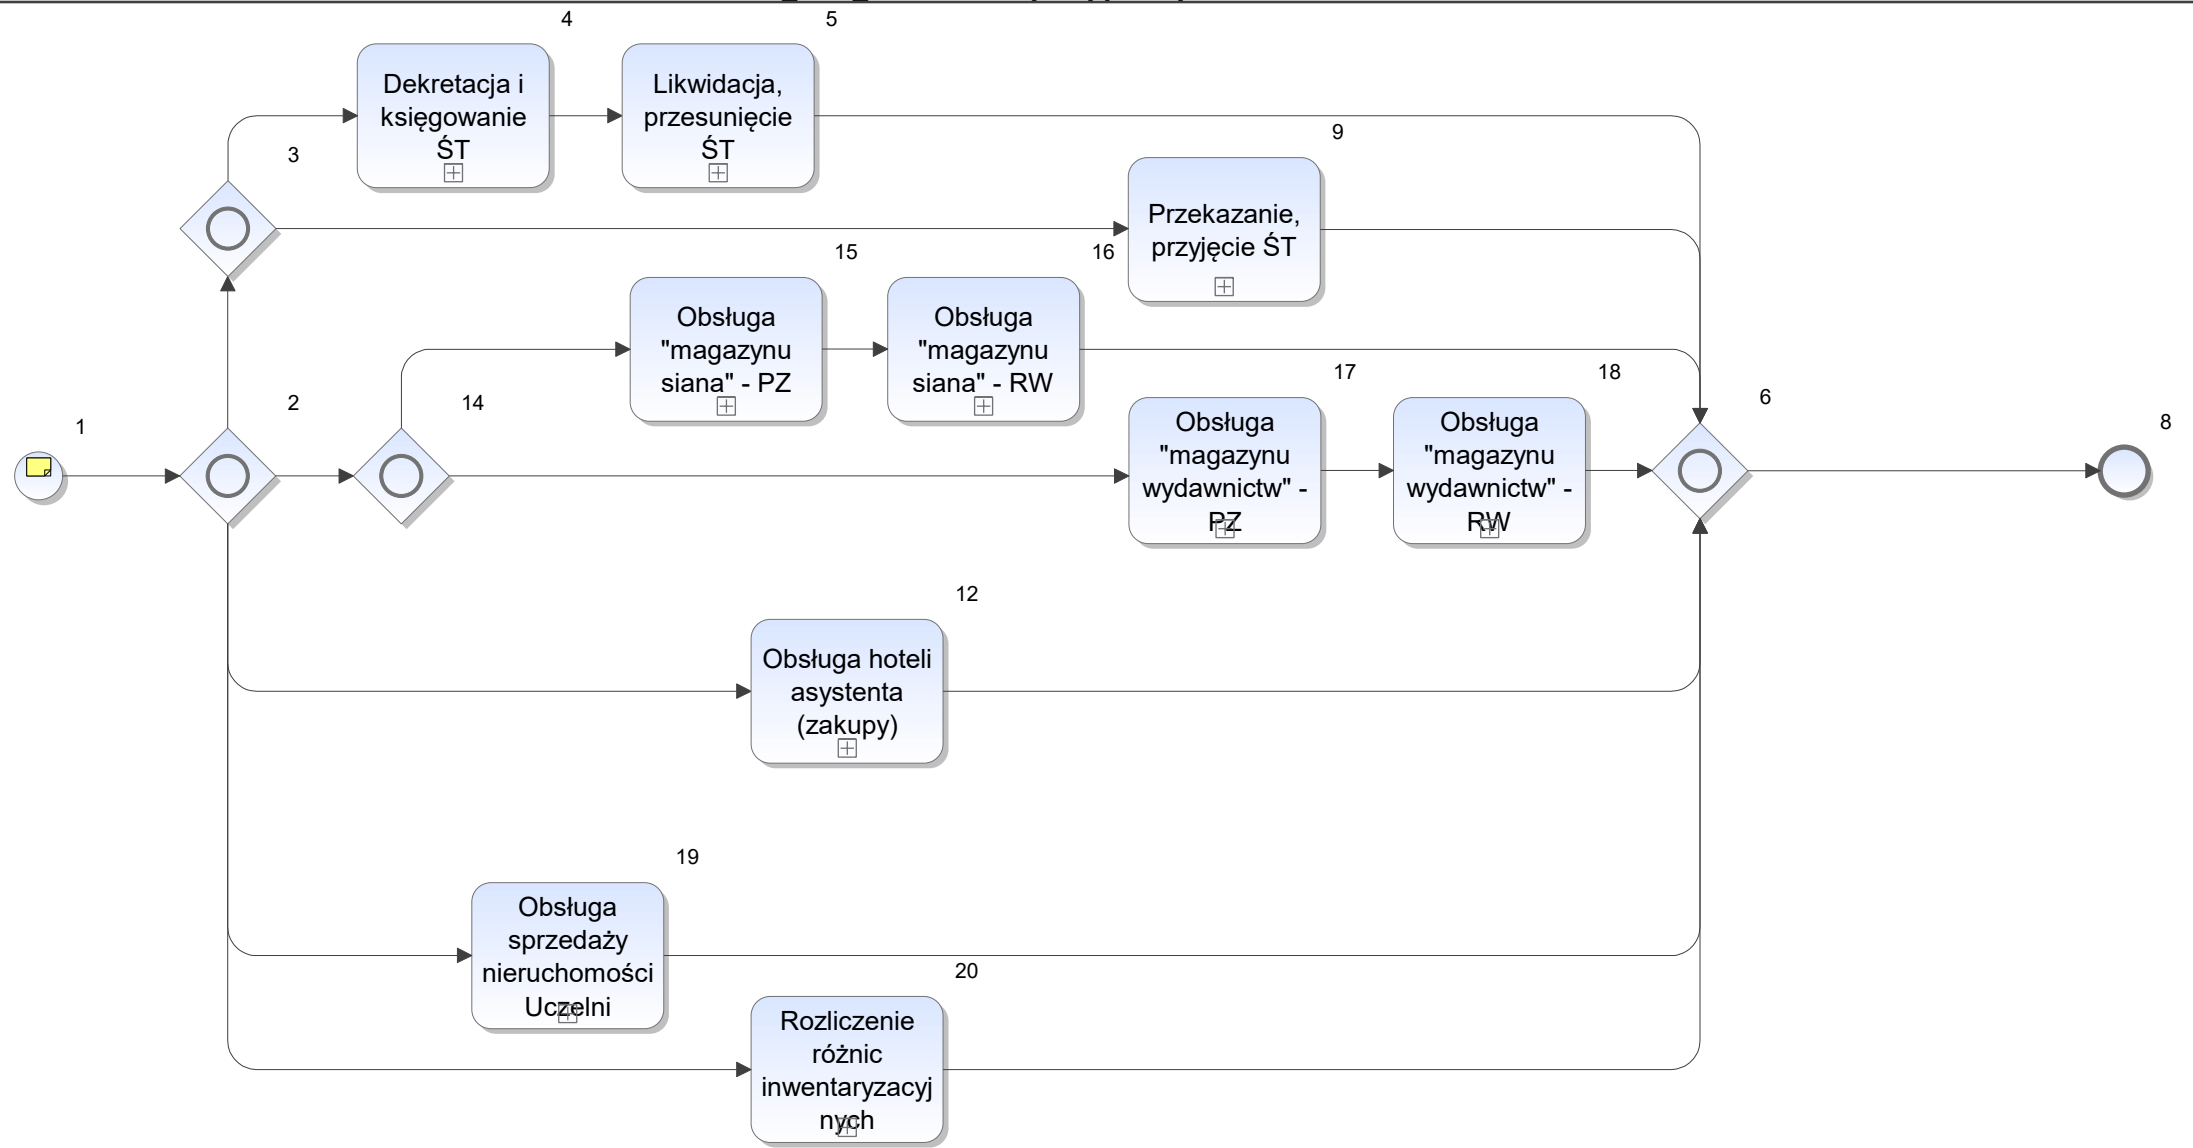 4
5
Dekretacja i
księgowanie
ŚT
Likwidacja,
przesunięcie
ŚT
3
9
Przekazanie,
przyjęcie ŚT
15
16
Obsługa
"magazynu
siana" - PZ
Obsługa
"magazynu
siana" - RW
17
18
Obsługa
"magazynu
wydawnictw" -
PZ
Obsługa
"magazynu
wydawnictw" -
RW
1
2
14
6
8
12
Obsługa hoteli
asystenta
(zakupy)
19
Obsługa
sprzedaży
nieruchomości
Uczelni
20
Rozliczenie
różnic
inwentaryzacyj
nych